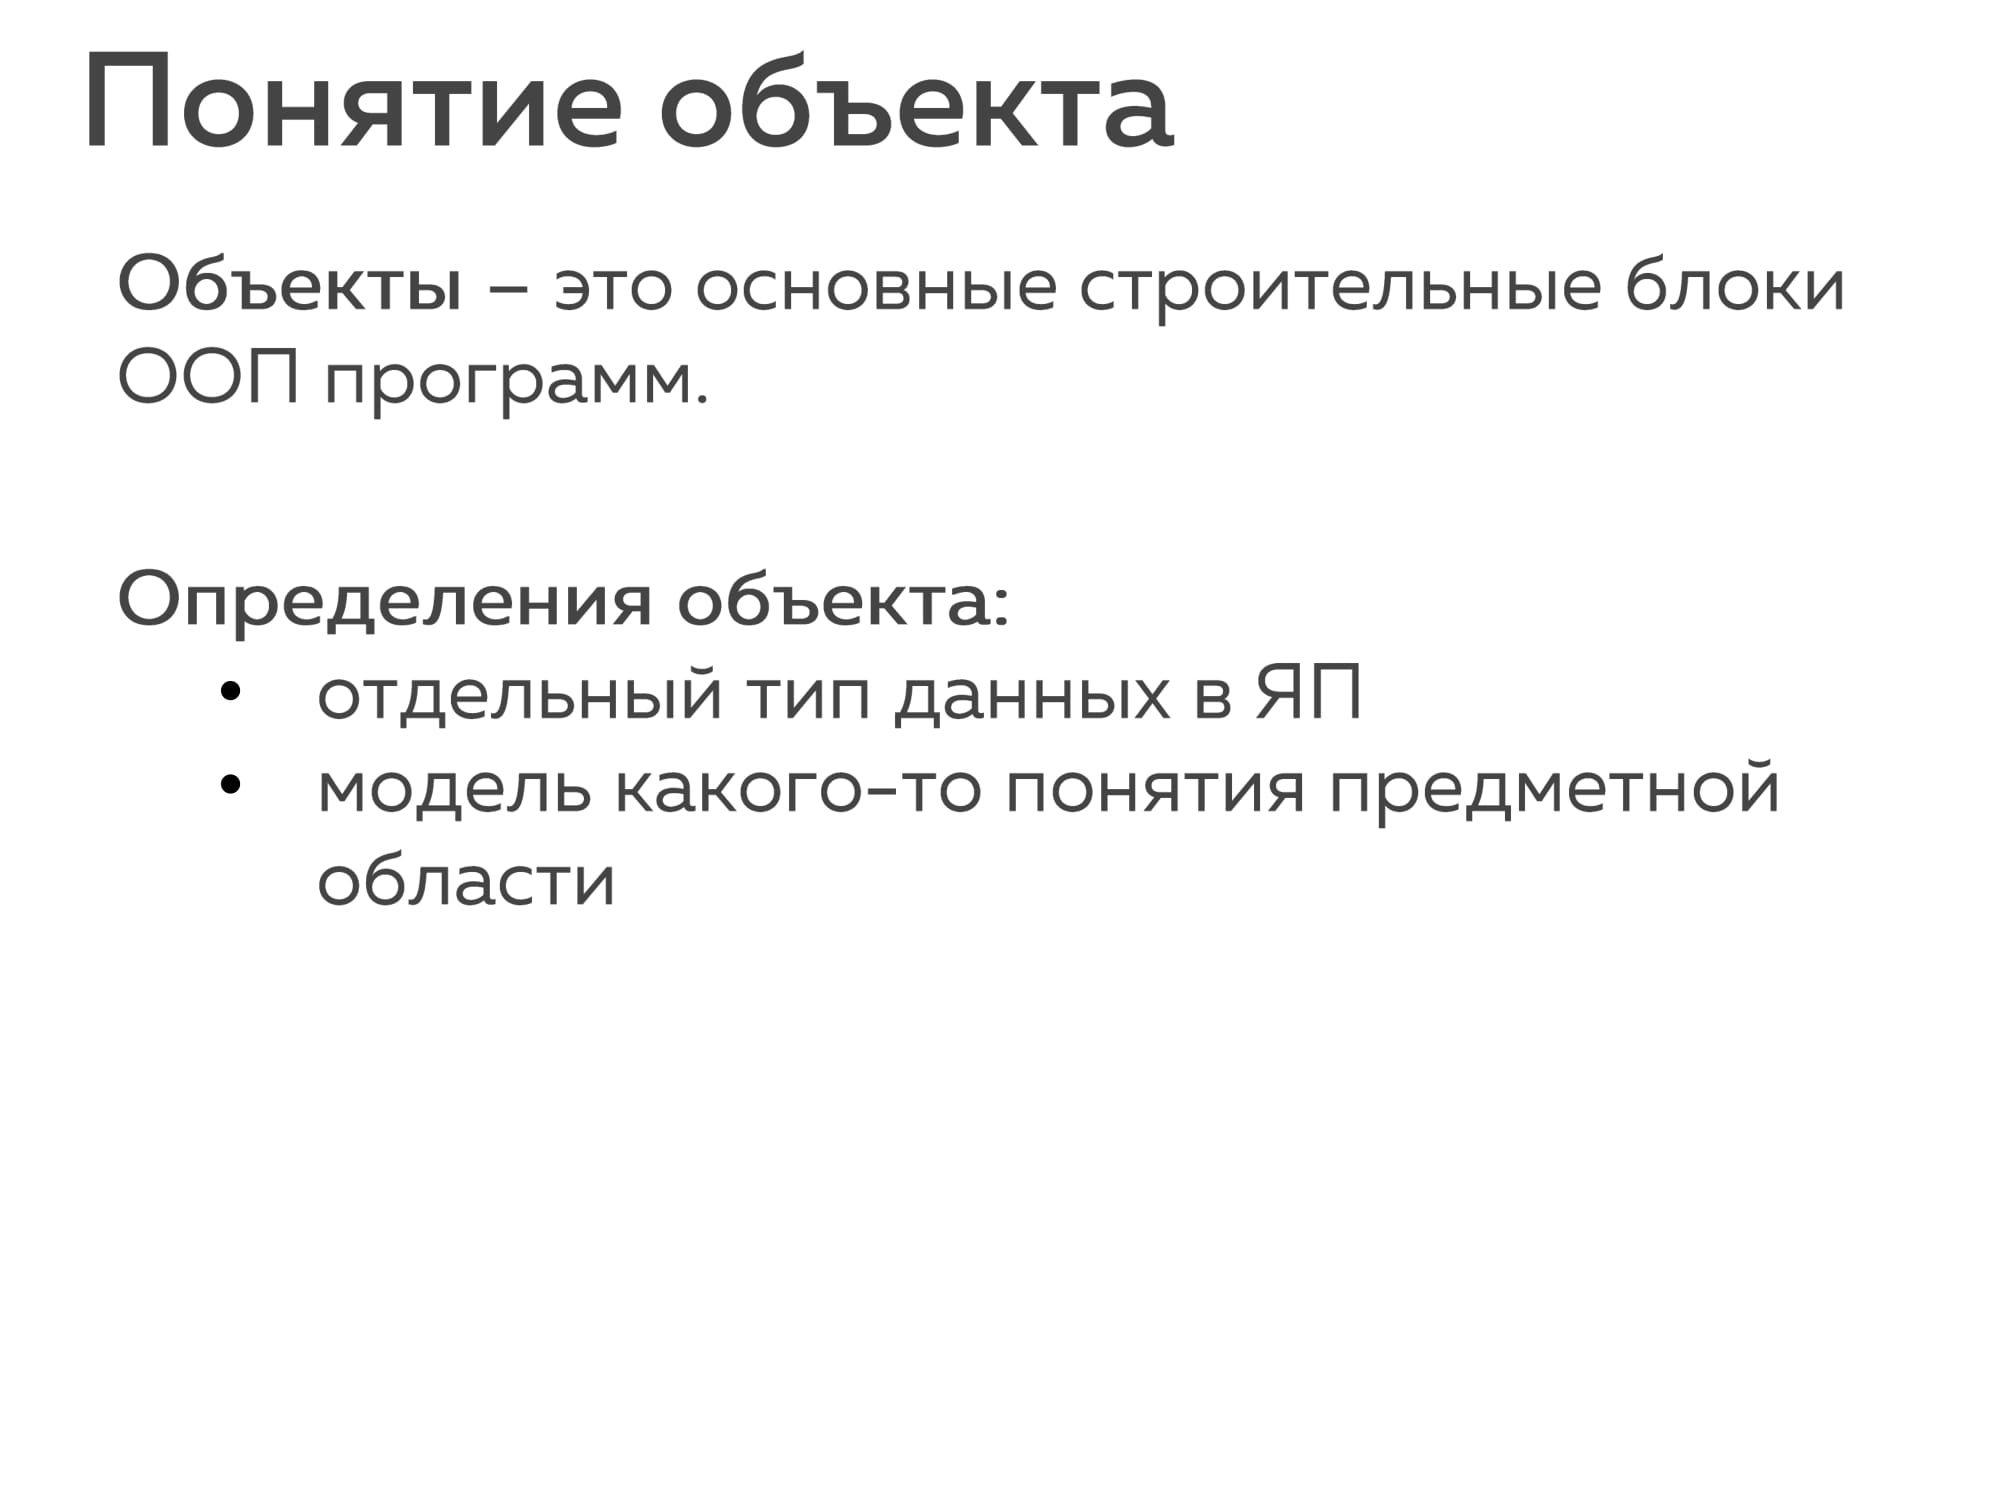 Понятие объекта
Объекты – это основные строительные блоки
ООП программ.
Определения объекта:
• отдельный тип данных в ЯП
• модель какого-то понятия предметной
области